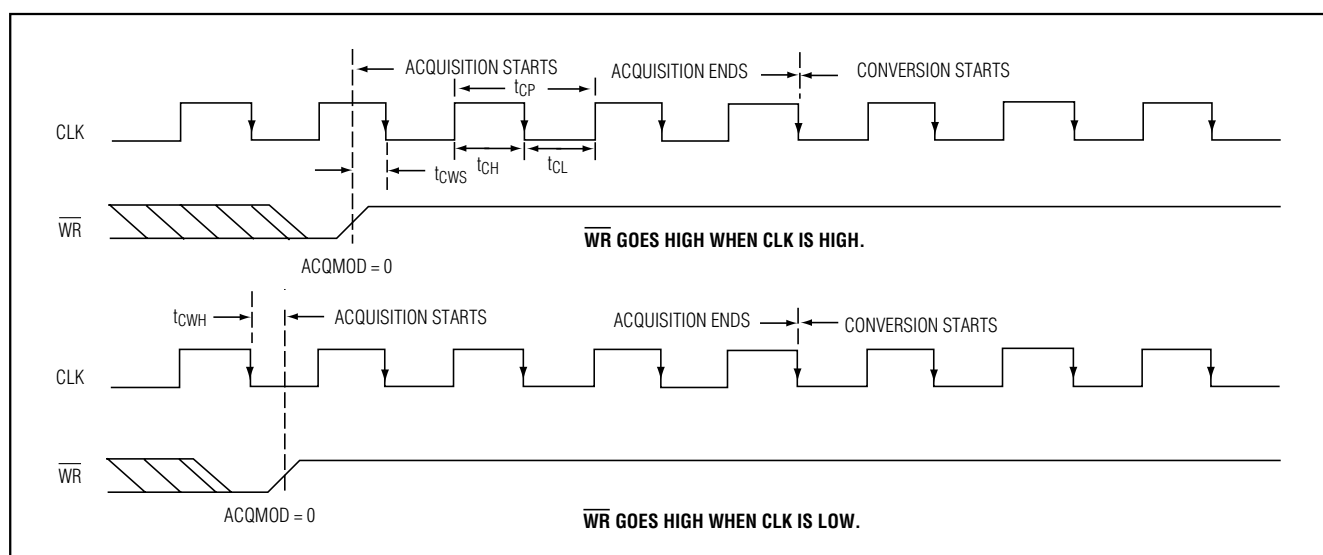 ACQUISITION STARTS
ACQUISITION ENDS
CONVERSION STARTS
tCP
CLK
tCWS
tCH
tCL
WR
WR GOES HIGH WHEN CLK IS HIGH.
ACQMOD = 0
tCWH
ACQUISITION STARTS
ACQUISITION ENDS
CONVERSION STARTS
CLK
WR
ACQMOD = 0
WR GOES HIGH WHEN CLK IS LOW.